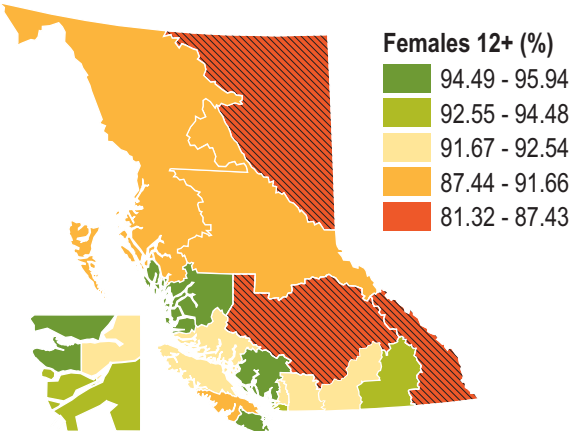 Females 12+ (%)
94.49 - 95.94
92.55 - 94.48
91.67 - 92.54
87.44 - 91.66
81.32 - 87.43